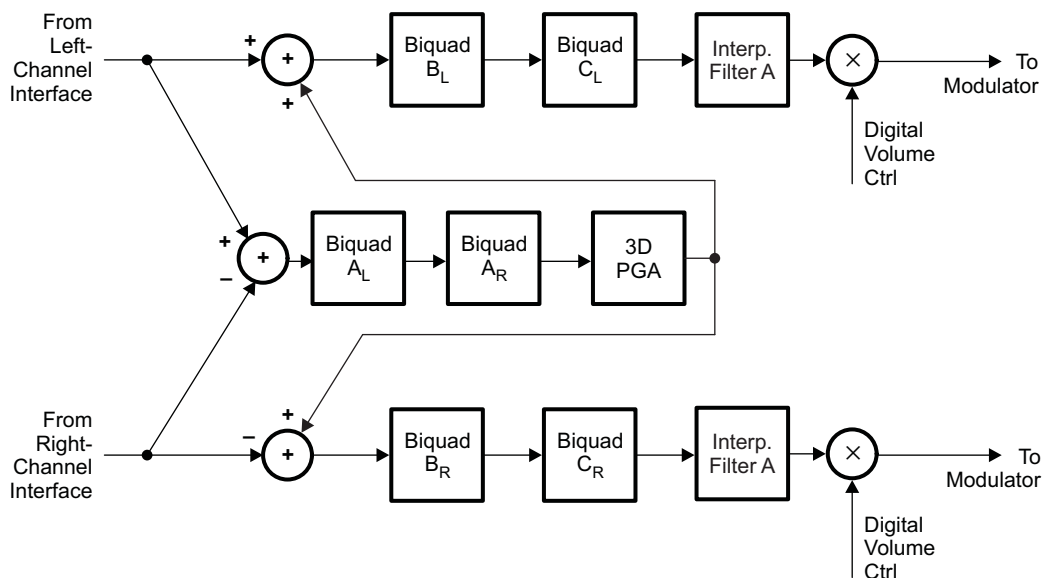 From
Left-
Channel
Interface
+
+
+
Biquad
B_L
Biquad
C_L
Interp.
Filter A
×
To
Modulator
Digital
Volume
Ctrl
+
–
+
Biquad
A_L
Biquad
A_R
3D
PGA
From
Right-
Channel
Interface
+
–
+
Biquad
B_R
Biquad
C_R
Interp.
Filter A
×
To
Modulator
Digital
Volume
Ctrl